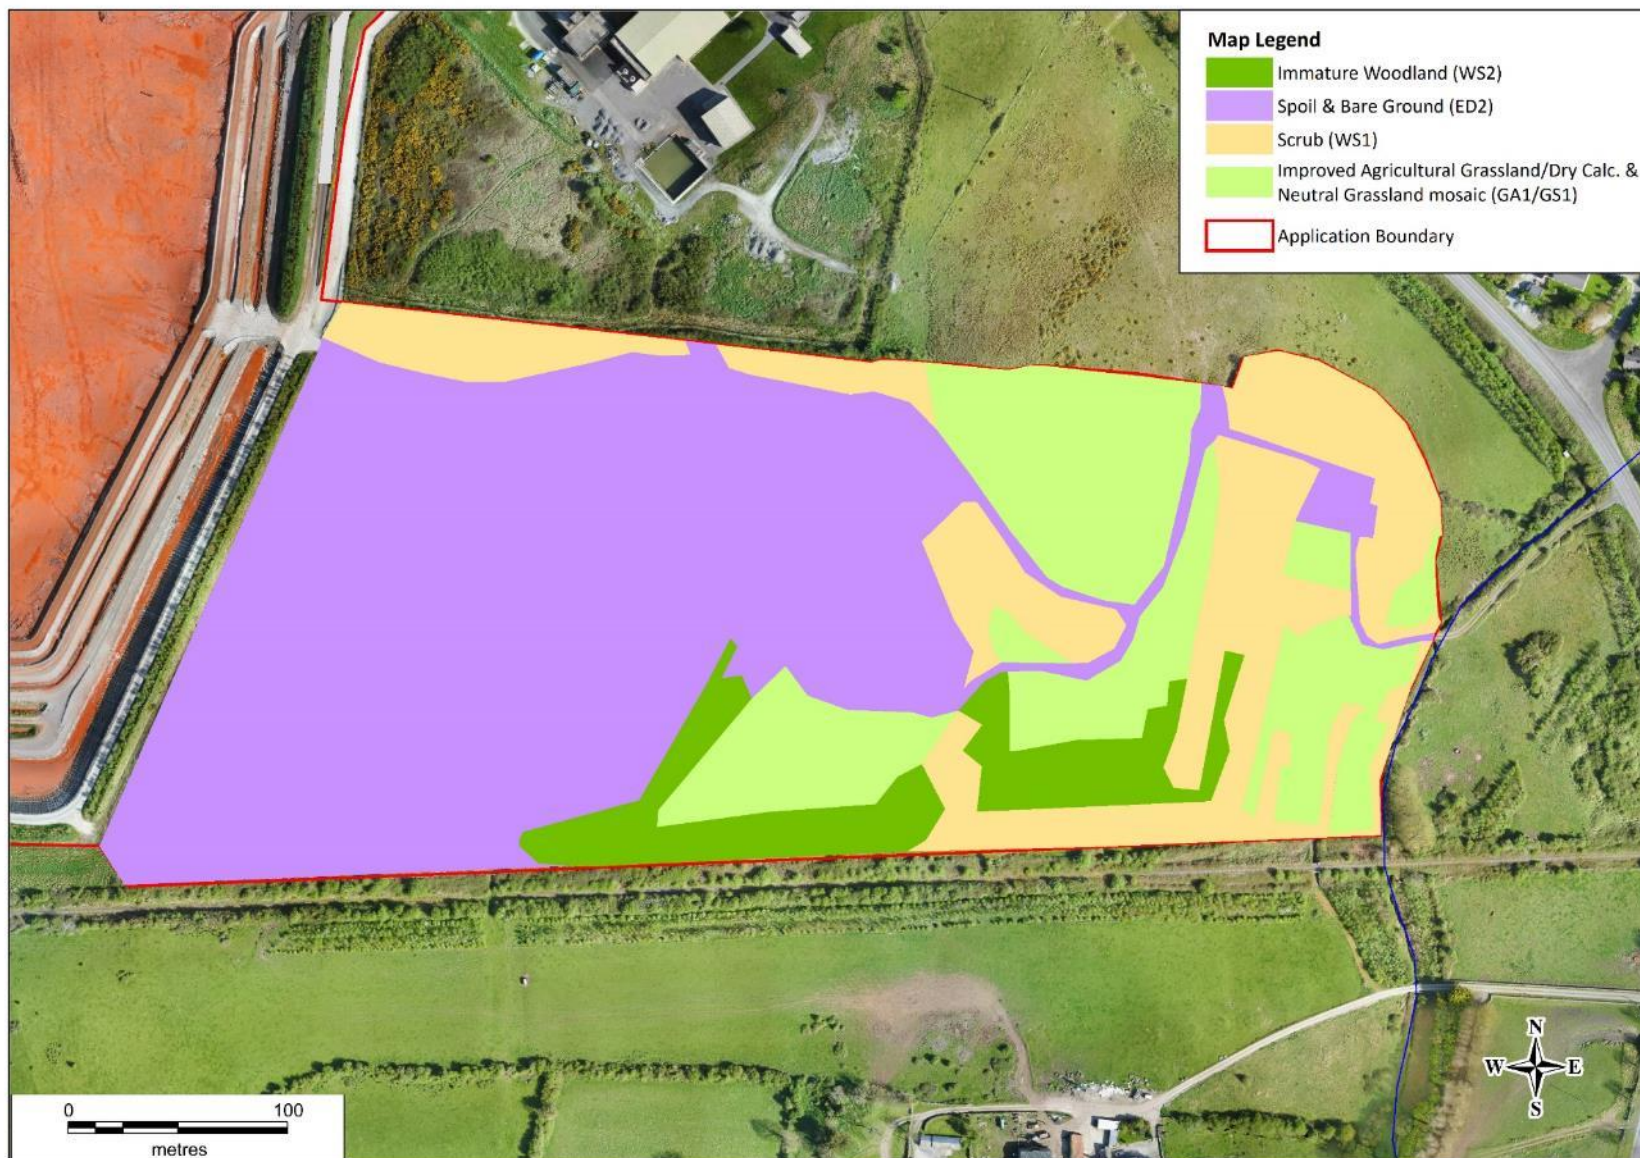 Map Legend
Immature Woodland (WS2)
Spoil & Bare Ground (ED2)
Scrub (WS1)
Improved Agricultural Grassland/Dry Calc. &
Neutral Grassland mosaic (GA1/GS1)
Application Boundary
N
W E
S
0 100
metres